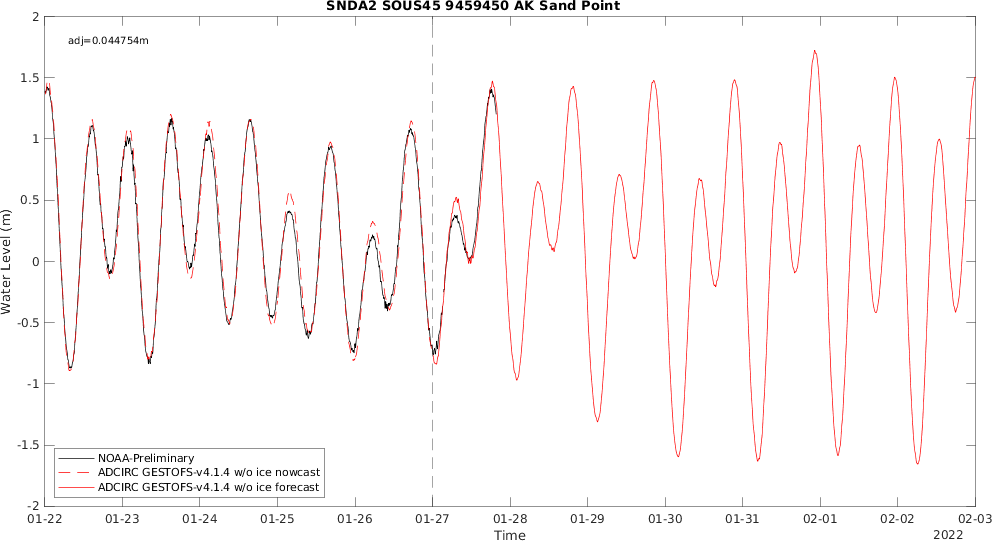 SNDA2 SOUS45 9459450 AK Sand Point
adj=0.044754m
2
1.5
1
0.5
0
-0.5
-1
-1.5
-2
Water Level (m)
NOAA-Preliminary
ADCIRC GESTOFS-v4.1.4 w/o ice nowcast
ADCIRC GESTOFS-v4.1.4 w/o ice forecast
01-22 01-23 01-24 01-25 01-26 01-27 01-28 01-29 01-30 01-31 02-01 02-02 02-03
Time
2022